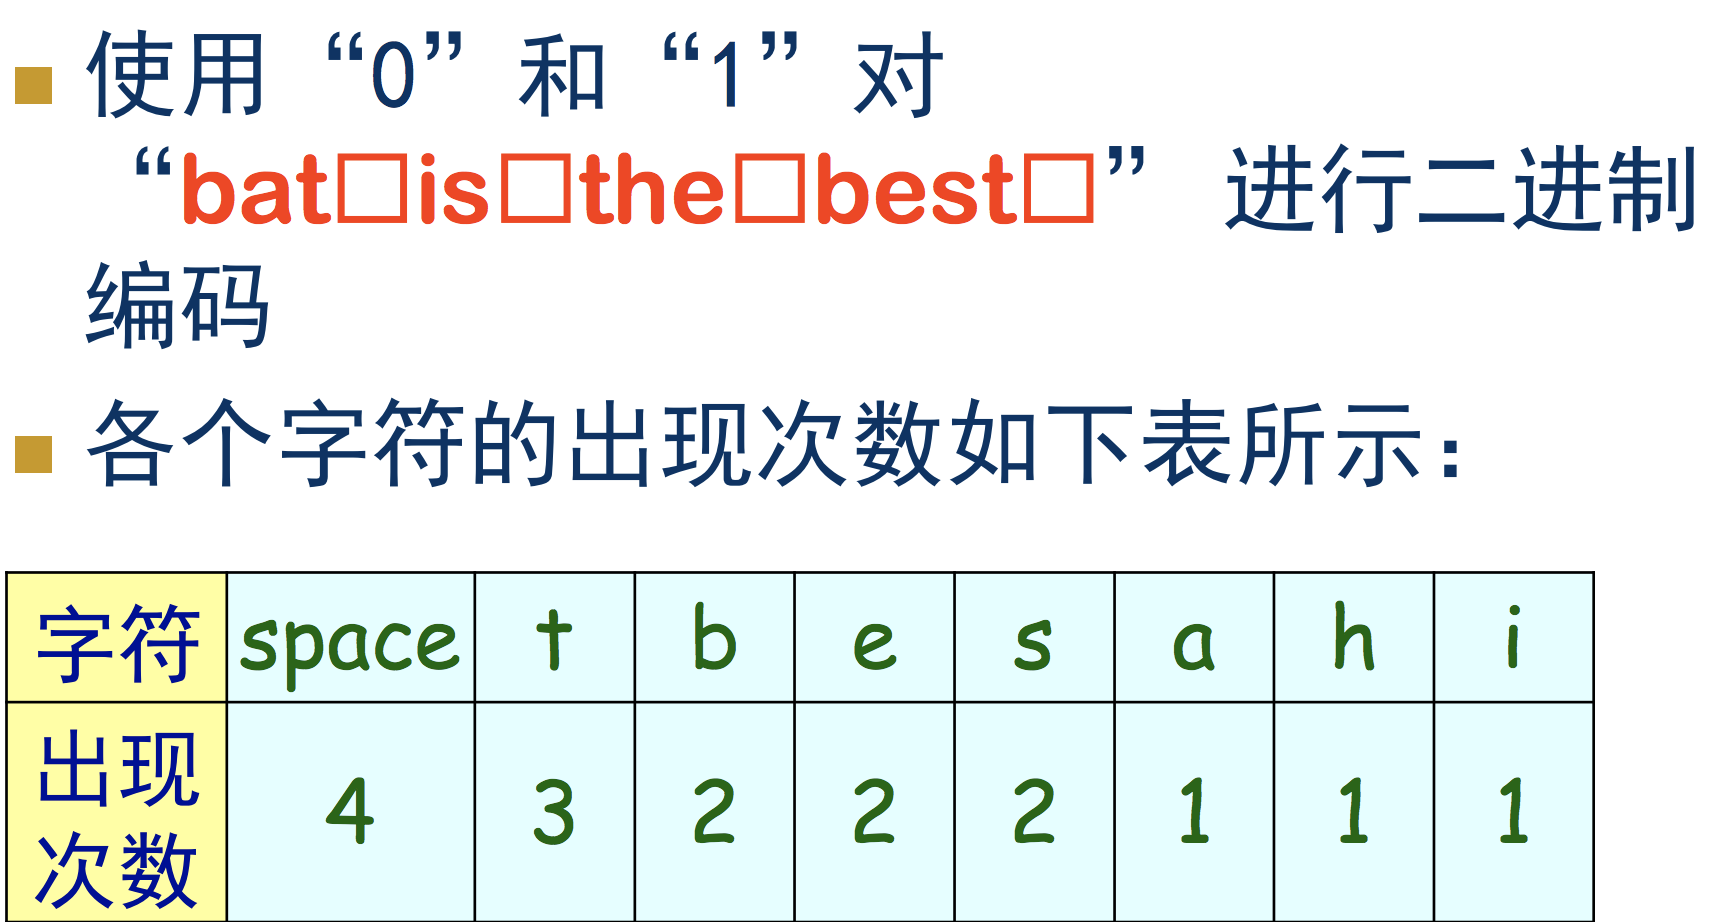 使用“0”和“1”对
“bat□is□the□best□” 进行二进制
编码
各个字符的出现次数如下表所示：
字符 space t b e s a h i
出现次数 4 3 2 2 2 1 1 1